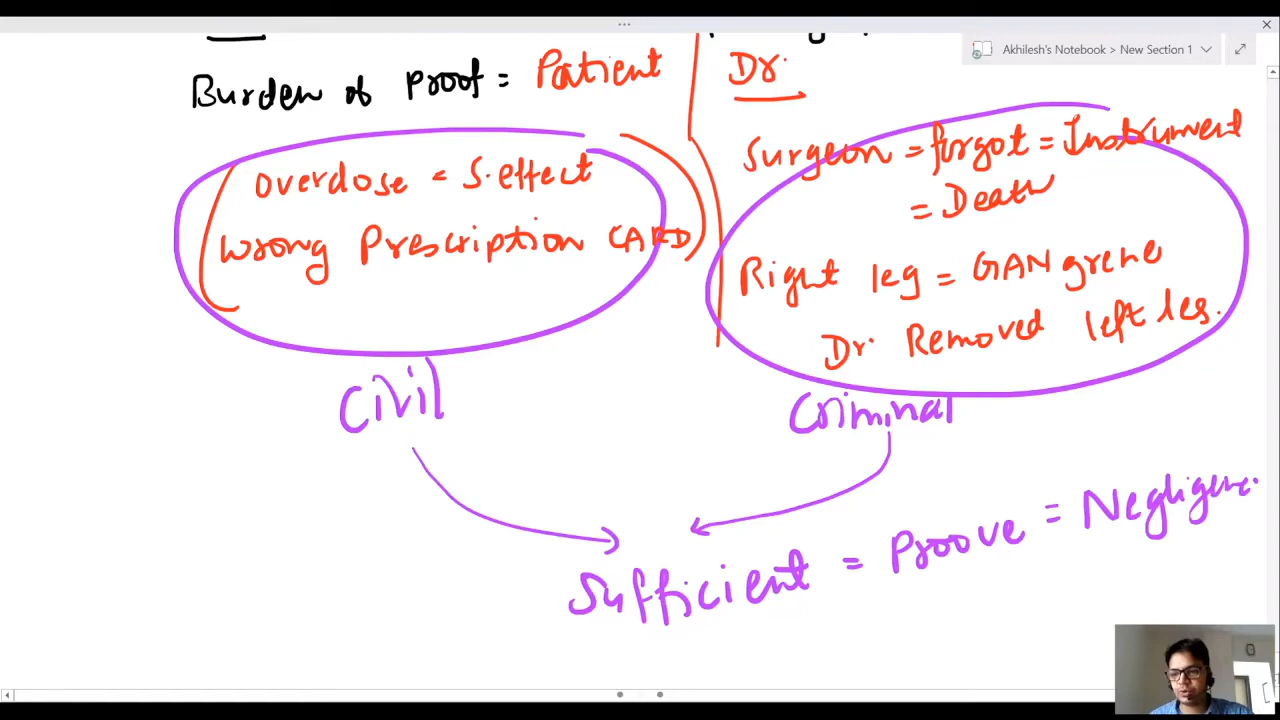 Akhilesh's Notebook > New Section 1
Burden of Proof = Patient
Dr.
Overdose = S.effect
Wrong Prescription (ARD)
Surgeon = forgot = Instrument
= Death
Right leg = GANgrene
Dr. Removed left leg.
Civil
Criminal
Sufficient = Proove = Negligence.